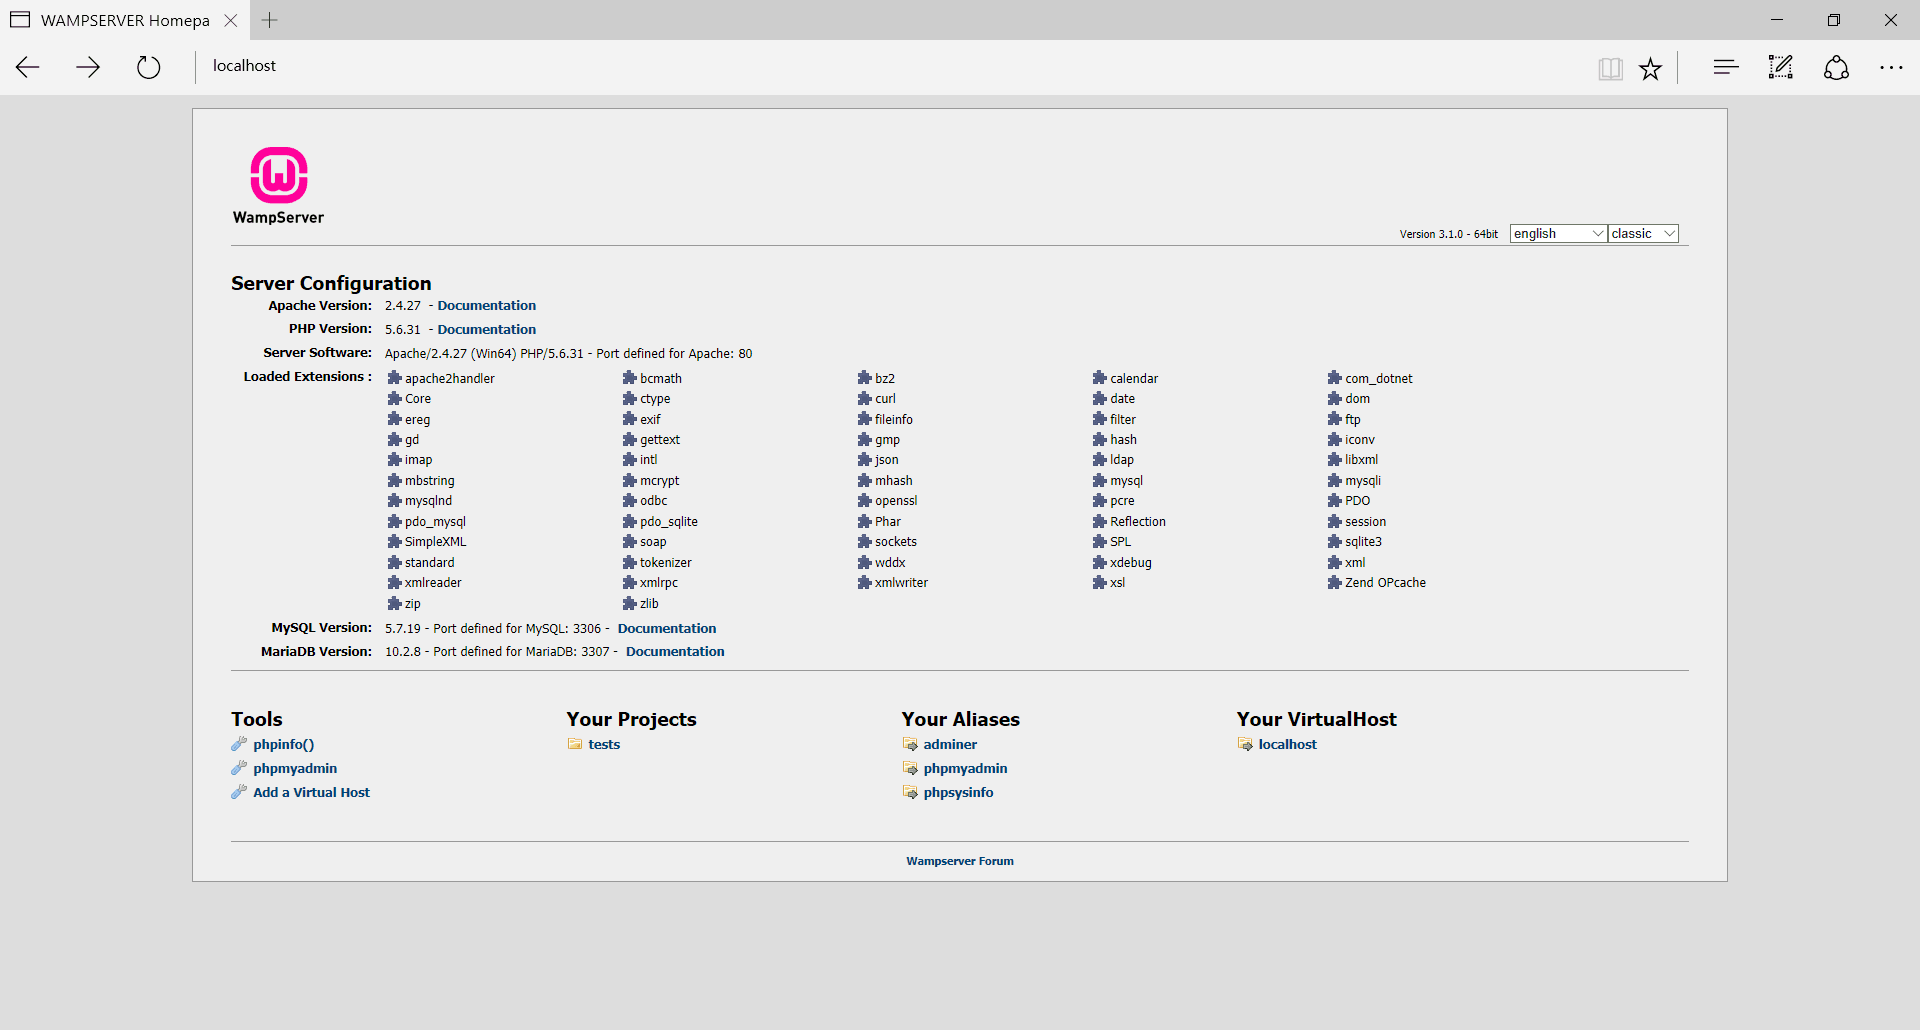 WAMPSERVER Homepa
localhost
WampServer
Version 3.1.0 - 64bit english classic
Server Configuration
Apache Version: 2.4.27 - Documentation
PHP Version: 5.6.31 - Documentation
Server Software: Apache/2.4.27 (Win64) PHP/5.6.31 - Port defined for Apache: 80
Loaded Extensions : apache2handler bcmath bz2 calendar com_dotnet
Core ctype curl date dom
ereg exif fileinfo filter ftp
gd gettext gmp hash iconv
imap intl json ldap libxml
mbstring mcrypt mhash mysql mysqli
mysqlnd odbc openssl pcre PDO
pdo_mysql pdo_sqlite Phar Reflection session
SimpleXML soap sockets SPL sqlite3
standard tokenizer wddx xdebug xml
xmlreader xmlrpc xmlwriter xsl Zend OPcache
zip zlib
MySQL Version: 5.7.19 - Port defined for MySQL: 3306 - Documentation
MariaDB Version: 10.2.8 - Port defined for MariaDB: 3307 - Documentation
Tools
phpinfo()
phpmyadmin
Add a Virtual Host
Your Projects
tests
Your Aliases
adminer
phpmyadmin
phpsysinfo
Your VirtualHost
localhost
Wampserver Forum